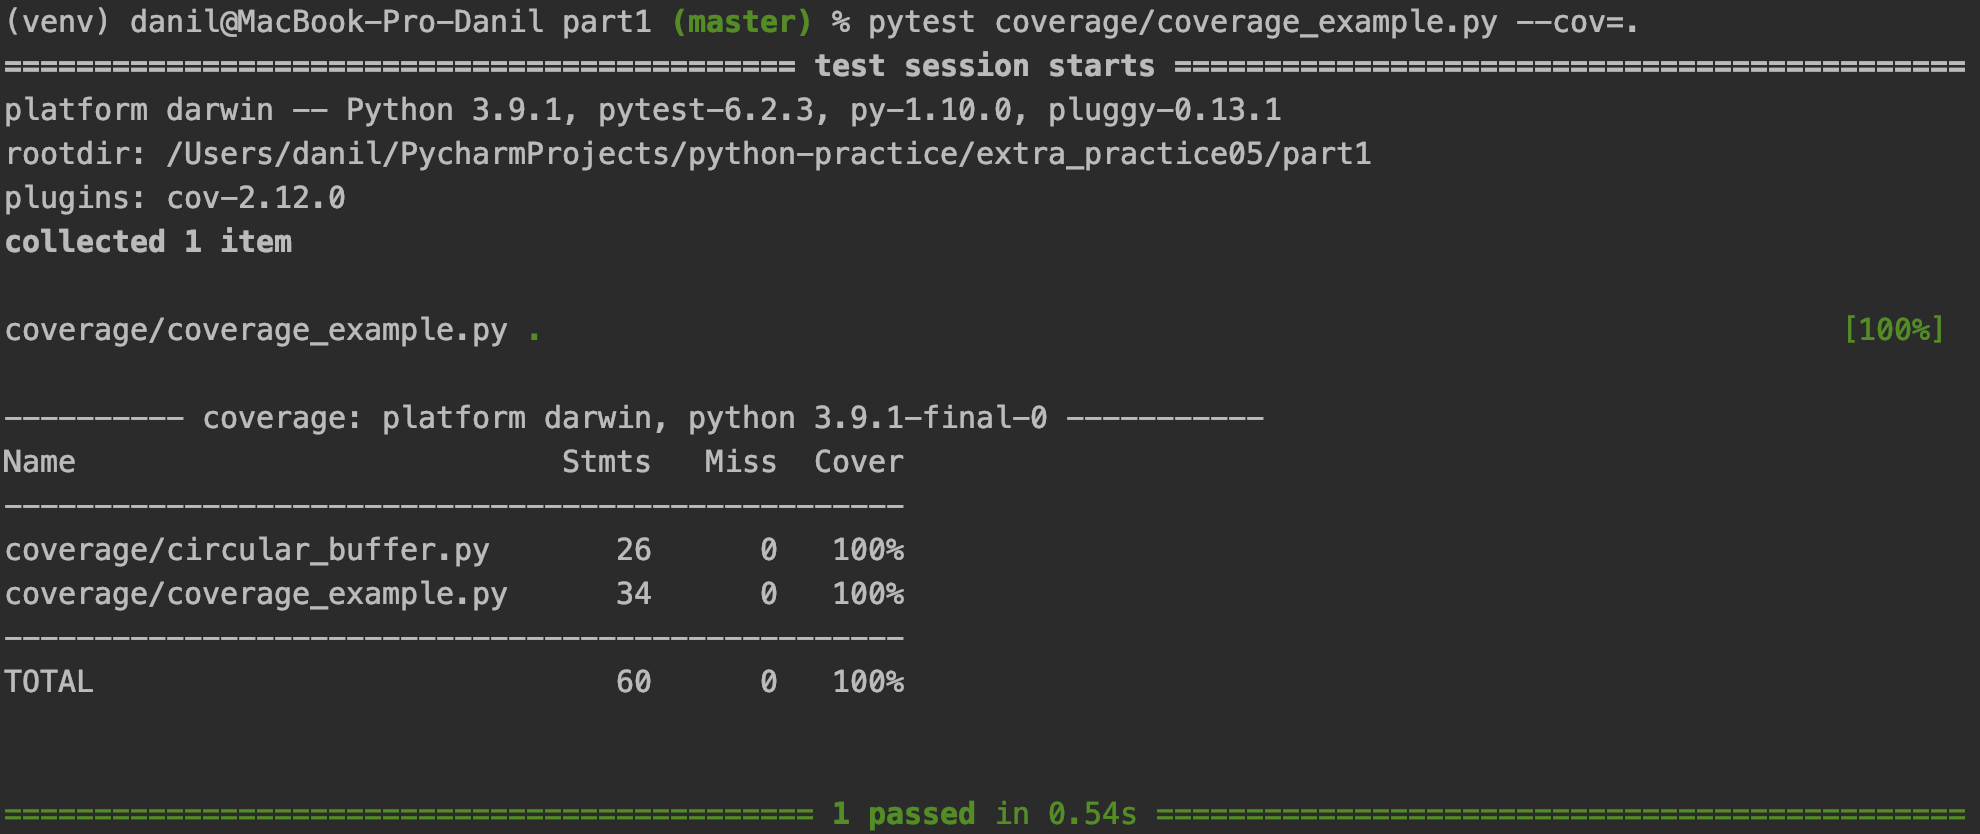 (venv) danil@MacBook-Pro-Danil part1 (master) % pytest coverage/coverage_example.py --cov=.
============================================ test session starts ============================================
platform darwin -- Python 3.9.1, pytest-6.2.3, py-1.10.0, pluggy-0.13.1
rootdir: /Users/danil/PycharmProjects/python-practice/extra_practice05/part1
plugins: cov-2.12.0
collected 1 item
coverage/coverage_example.py . [100%]
---------- coverage: platform darwin, python 3.9.1-final-0 -----------
Name                           Stmts   Miss  Cover
--------------------------------------------------
coverage/circular_buffer.py       26      0   100%
coverage/coverage_example.py      34      0   100%
--------------------------------------------------
TOTAL                             60      0   100%
============================================= 1 passed in 0.54s =============================================